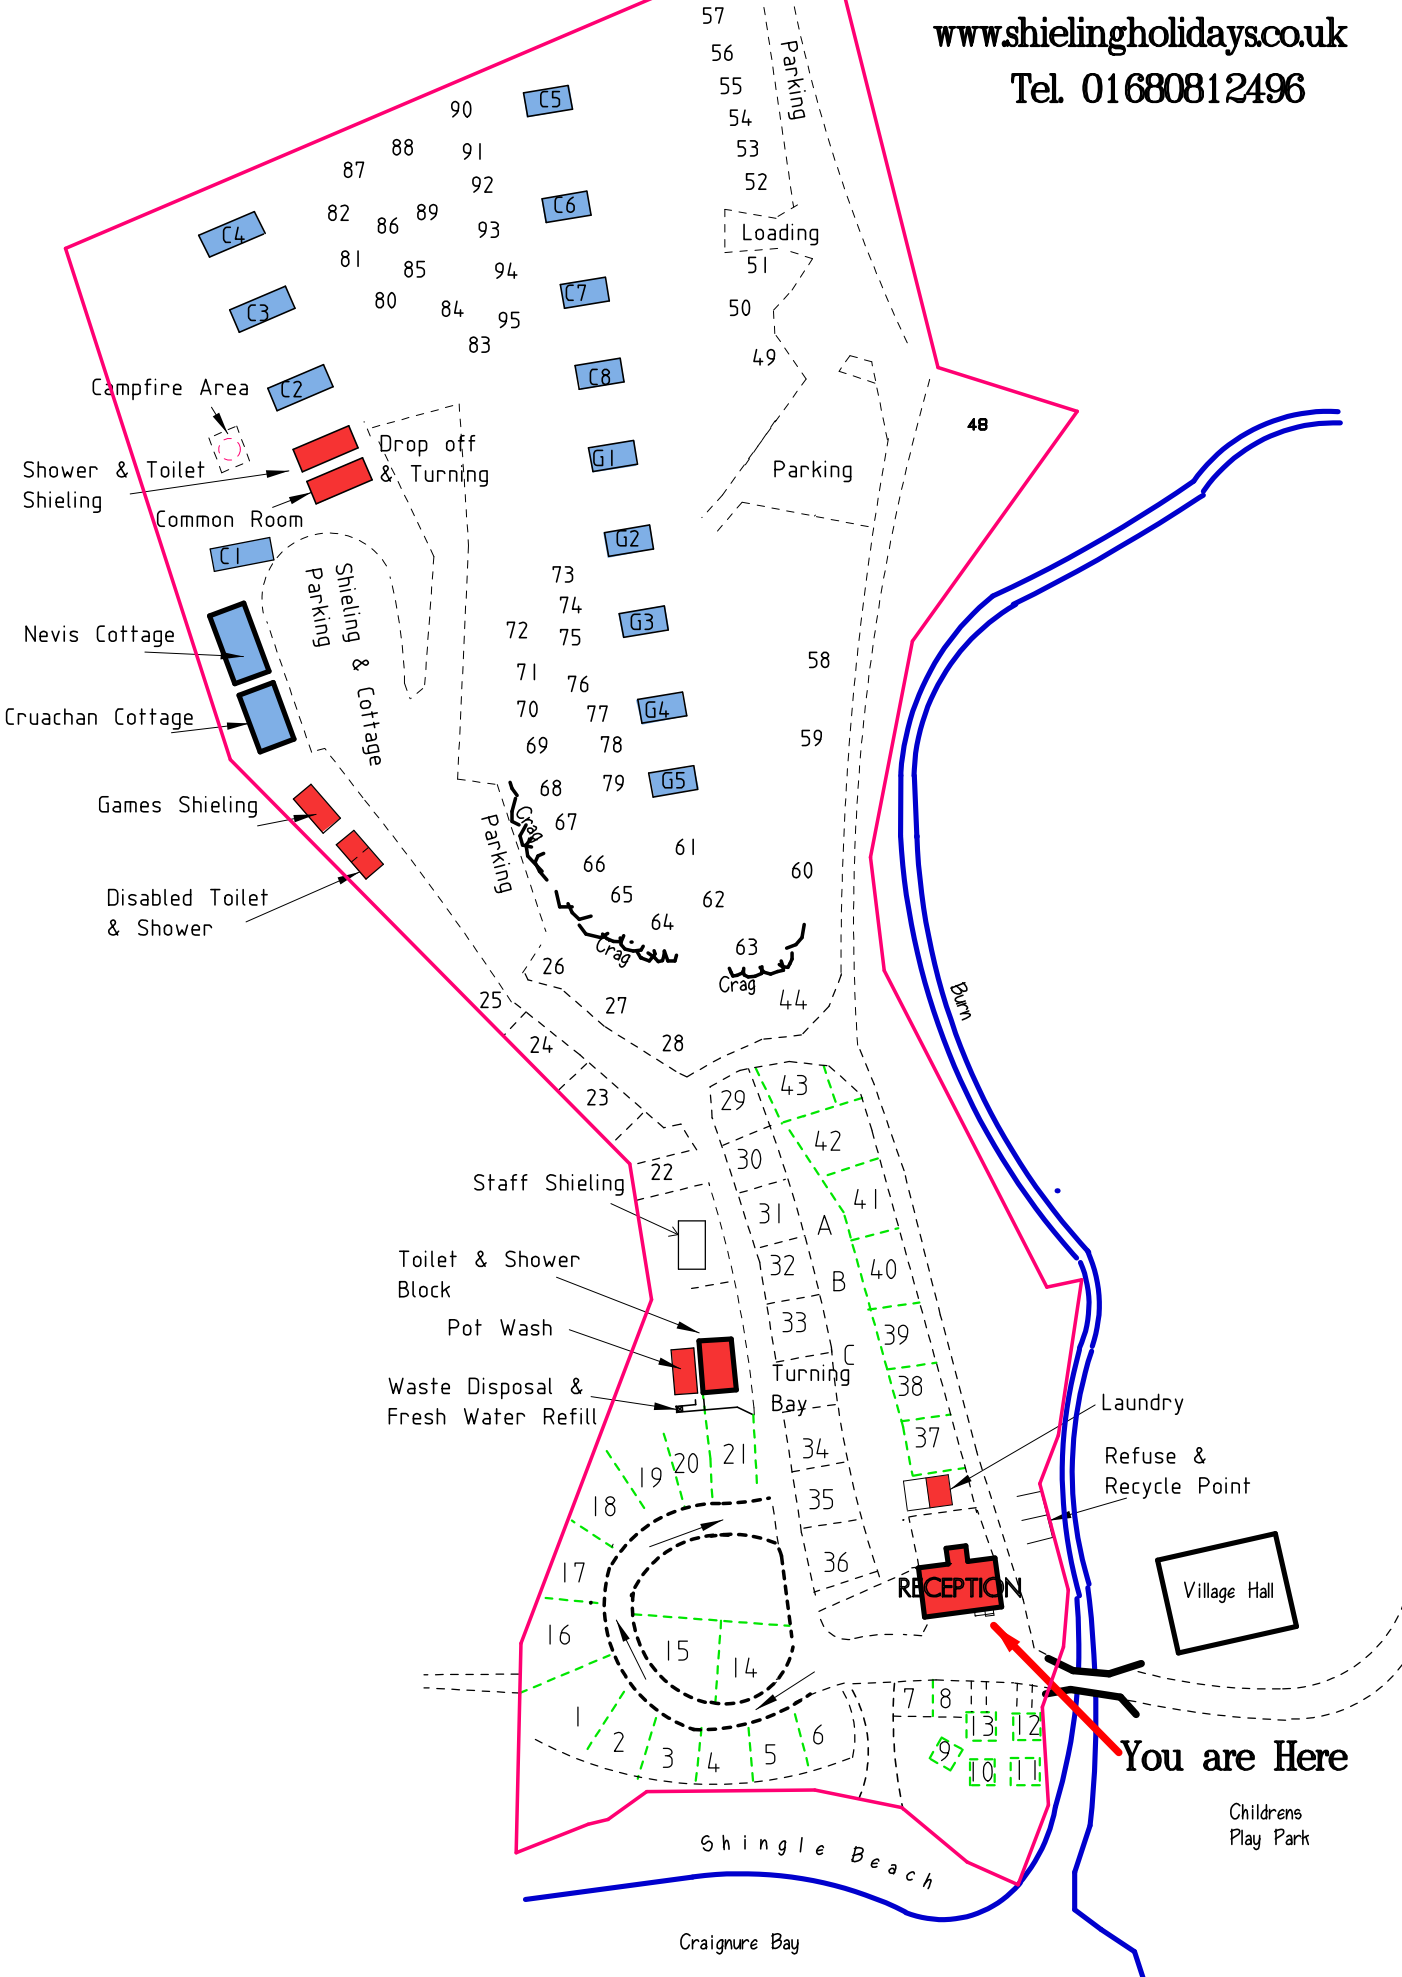 www.shielingholidays.co.uk
Tel. 01680812496
57
56
55
54
53
52
Parking
Loading
51
50
49
90
88
87
91
92
82
86
89
93
81
85
94
80
84
95
83
C5
C6
C7
C8
C4
C3
C2
Campfire Area
Drop off
& Turning
Shower & Toilet
Shieling
Common Room
C1
G1
G2
G3
G4
G5
Parking
48
Shieling & Cottage
Parking
Nevis Cottage
Cruachan Cottage
Games Shieling
Disabled Toilet
& Shower
73
74
72
75
71
76
70
77
69
78
68
79
67
66
65
64
61
62
63
58
59
60
Crag
Crag
Crag
Parking
Burn
26
25
27
24
28
23
44
22
29
43
30
42
31
41
A
32
40
B
33
39
C
38
37
Staff Shieling
Toilet & Shower
Block
Pot Wash
Waste Disposal &
Fresh Water Refill
Turning
Bay
Laundry
Refuse &
Recycle Point
34
35
36
21
20
19
18
17
16
15
14
RECEPTION
Village Hall
1
2
3
4
5
6
7
8
9
13
12
10
11
You are Here
Childrens
Play Park
Shingle Beach
Craignure Bay